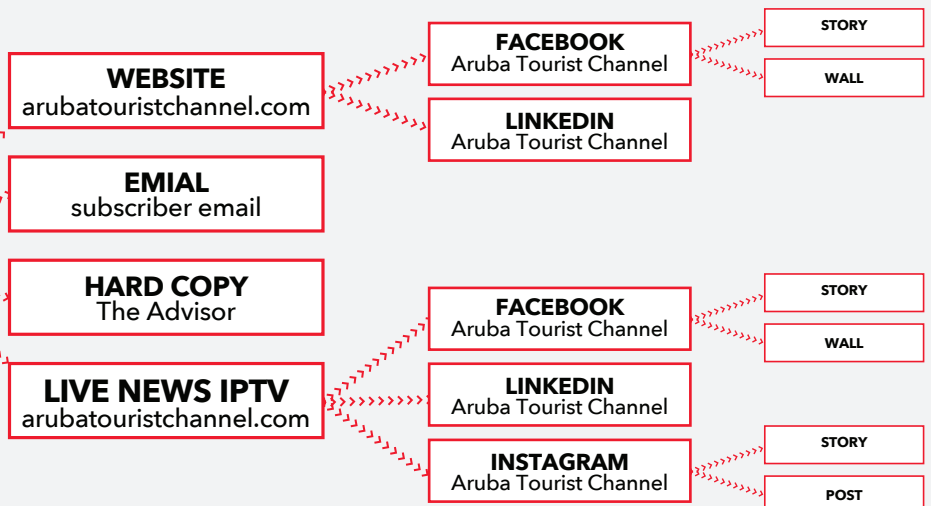 WEBSITE
arubatouristchannel.com
EMIAL
subscriber email
HARD COPY
The Advisor
LIVE NEWS IPTV
arubatouristchannel.com
FACEBOOK
Aruba Tourist Channel
LINKEDIN
Aruba Tourist Channel
STORY
WALL
FACEBOOK
Aruba Tourist Channel
LINKEDIN
Aruba Tourist Channel
INSTAGRAM
Aruba Tourist Channel
STORY
WALL
STORY
POST